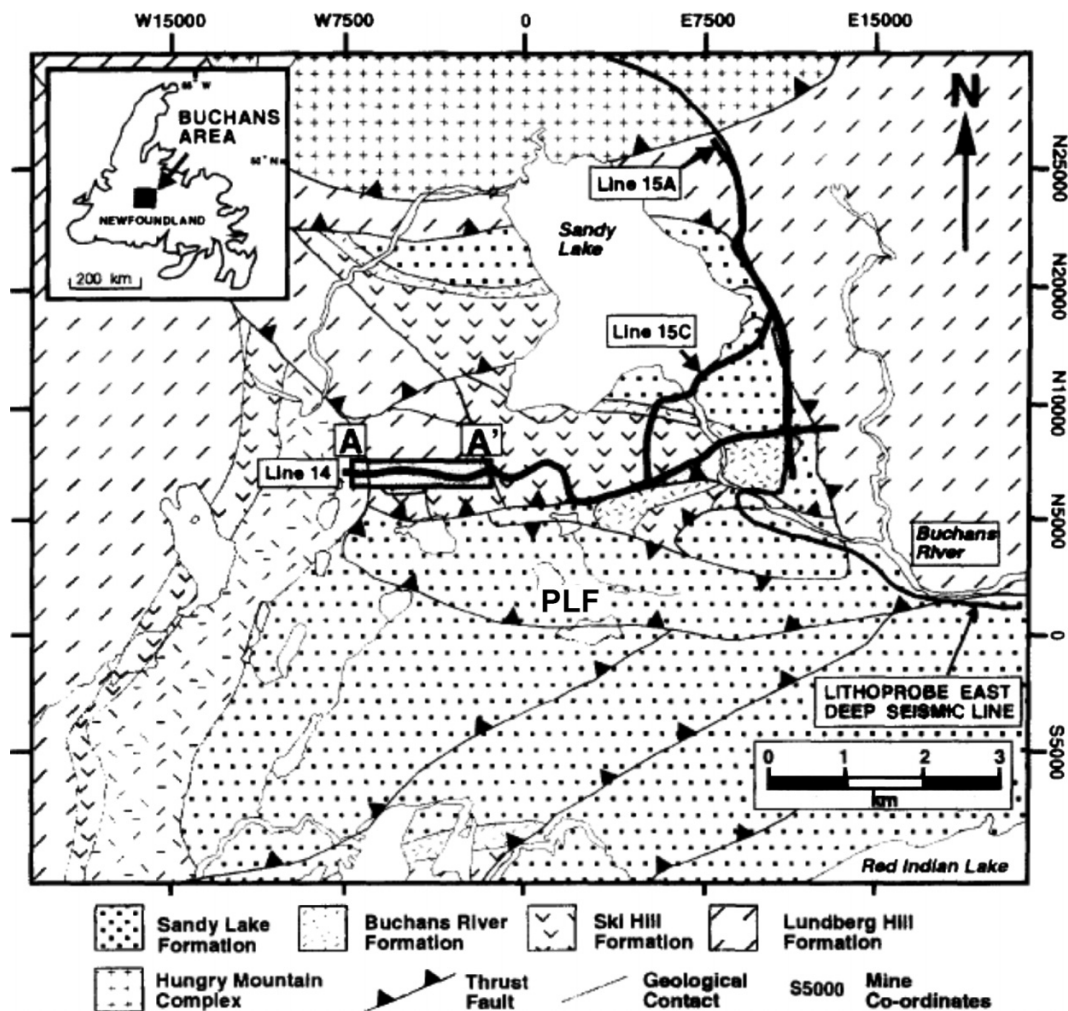 W15000 W7500 0 E7500 E15000
55° W
BUCHANS
AREA
50° N
NEWFOUNDLAND
200 km
N
Line 15A
Sandy
Lake
Line 15C
N25000
N20000
N10000
N15000
0
S5000
A A'
Line 14
Buchans
River
PLF
LITHOPROBE EAST
DEEP SEISMIC LINE
0 1 2 3
km
Red Indian Lake
Sandy Lake
Formation
Buchans River
Formation
Ski Hill
Formation
Lundberg Hill
Formation
Hungry Mountain
Complex
Thrust
Fault
Geological
Contact
S5000 Mine
Co-ordinates